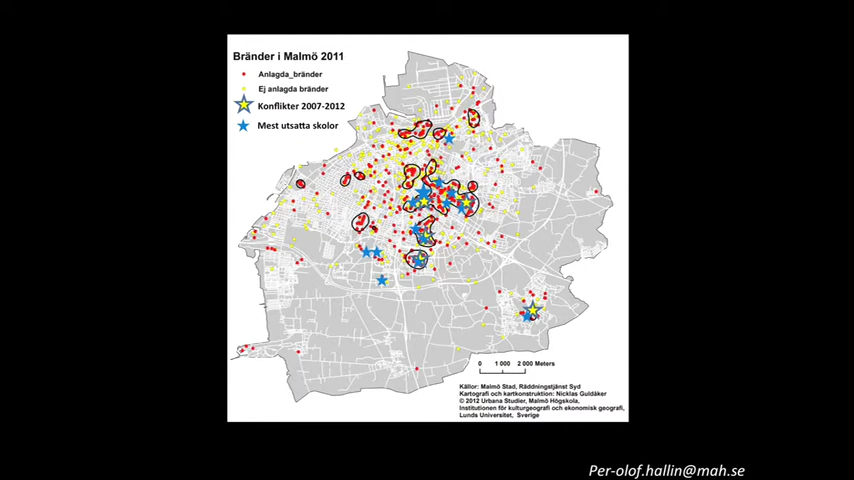 Bränder i Malmö 2011
Anlagda_bränder
Ej anlagda bränder
Konflikter 2007-2012
Mest utsatta skolor
0 1 000 2 000 Meters
Källor: Malmö Stad, Räddningstjänst Syd
Kartografi och kartkonstruktion: Nicklas Guldåker
© 2012 Urbana Studier, Malmö Högskola,
Institutionen för kulturgeografi och ekonomisk geografi,
Lunds Universitet, Sverige
Per-olof.hallin@mah.se